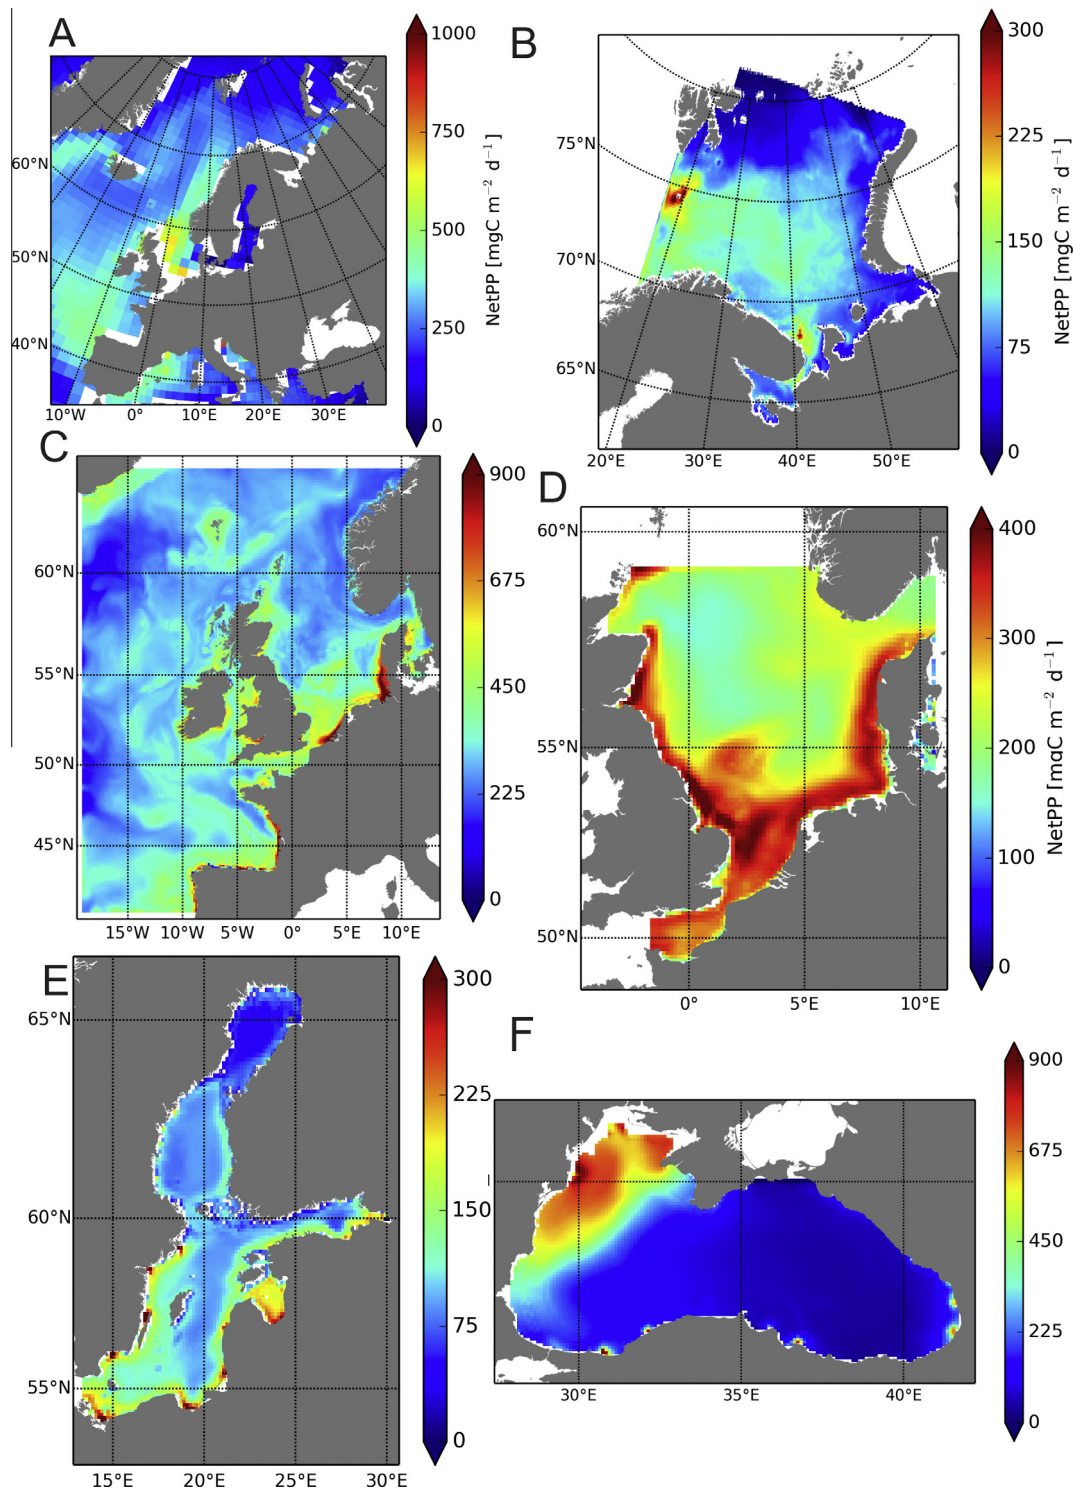 A
1000
750
500
250
0
NetPP [mgC m⁻² d⁻¹]
60°N
50°N
40°N
10°W
0°
10°E
20°E
30°E
B
300
225
150
75
0
NetPP [mgC m⁻² d⁻¹]
75°N
70°N
65°N
20°E
30°E
40°E
50°E
C
900
675
450
225
0
60°N
55°N
50°N
45°N
15°W
10°W
5°W
0°
5°E
10°E
D
400
300
200
100
0
NetPP [mgC m⁻² d⁻¹]
60°N
55°N
50°N
0°
5°E
10°E
E
300
225
150
75
0
65°N
60°N
55°N
15°E
20°E
25°E
30°E
F
900
675
450
225
0
30°E
35°E
40°E